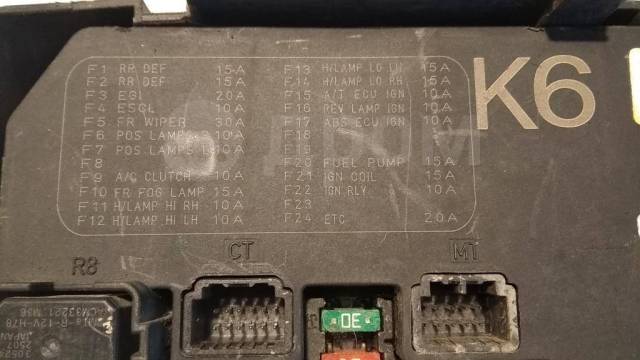 F1 RR DEF 15A
F2 RR DEF 15A
F3 EGI 20A
F4 ESCL 10A
F5 FR WIPER 30A
F6 POS LAMP 10A
F7 POS LAMPS 10A
F8
F9 A/C CLUTCH 10A
F10 FR FOG LAMP 15A
F11 H/LAMP HI RH 10A
F12 H/LAMP HI LH 10A
F13 H/LAMP LO LH 15A
F14 H/LAMP LO RH 15A
F15 A/T ECU IGN 10A
F16 REV LAMP IGN 10A
F17 ABS ECU IGN 10A
F18
F19
F20 FUEL PUMP 15A
F21 IGN COIL 15A
F22 IGN RLY 10A
F23
F24 ETC 20A
K6
R8
CT
MT
30
JAPAN